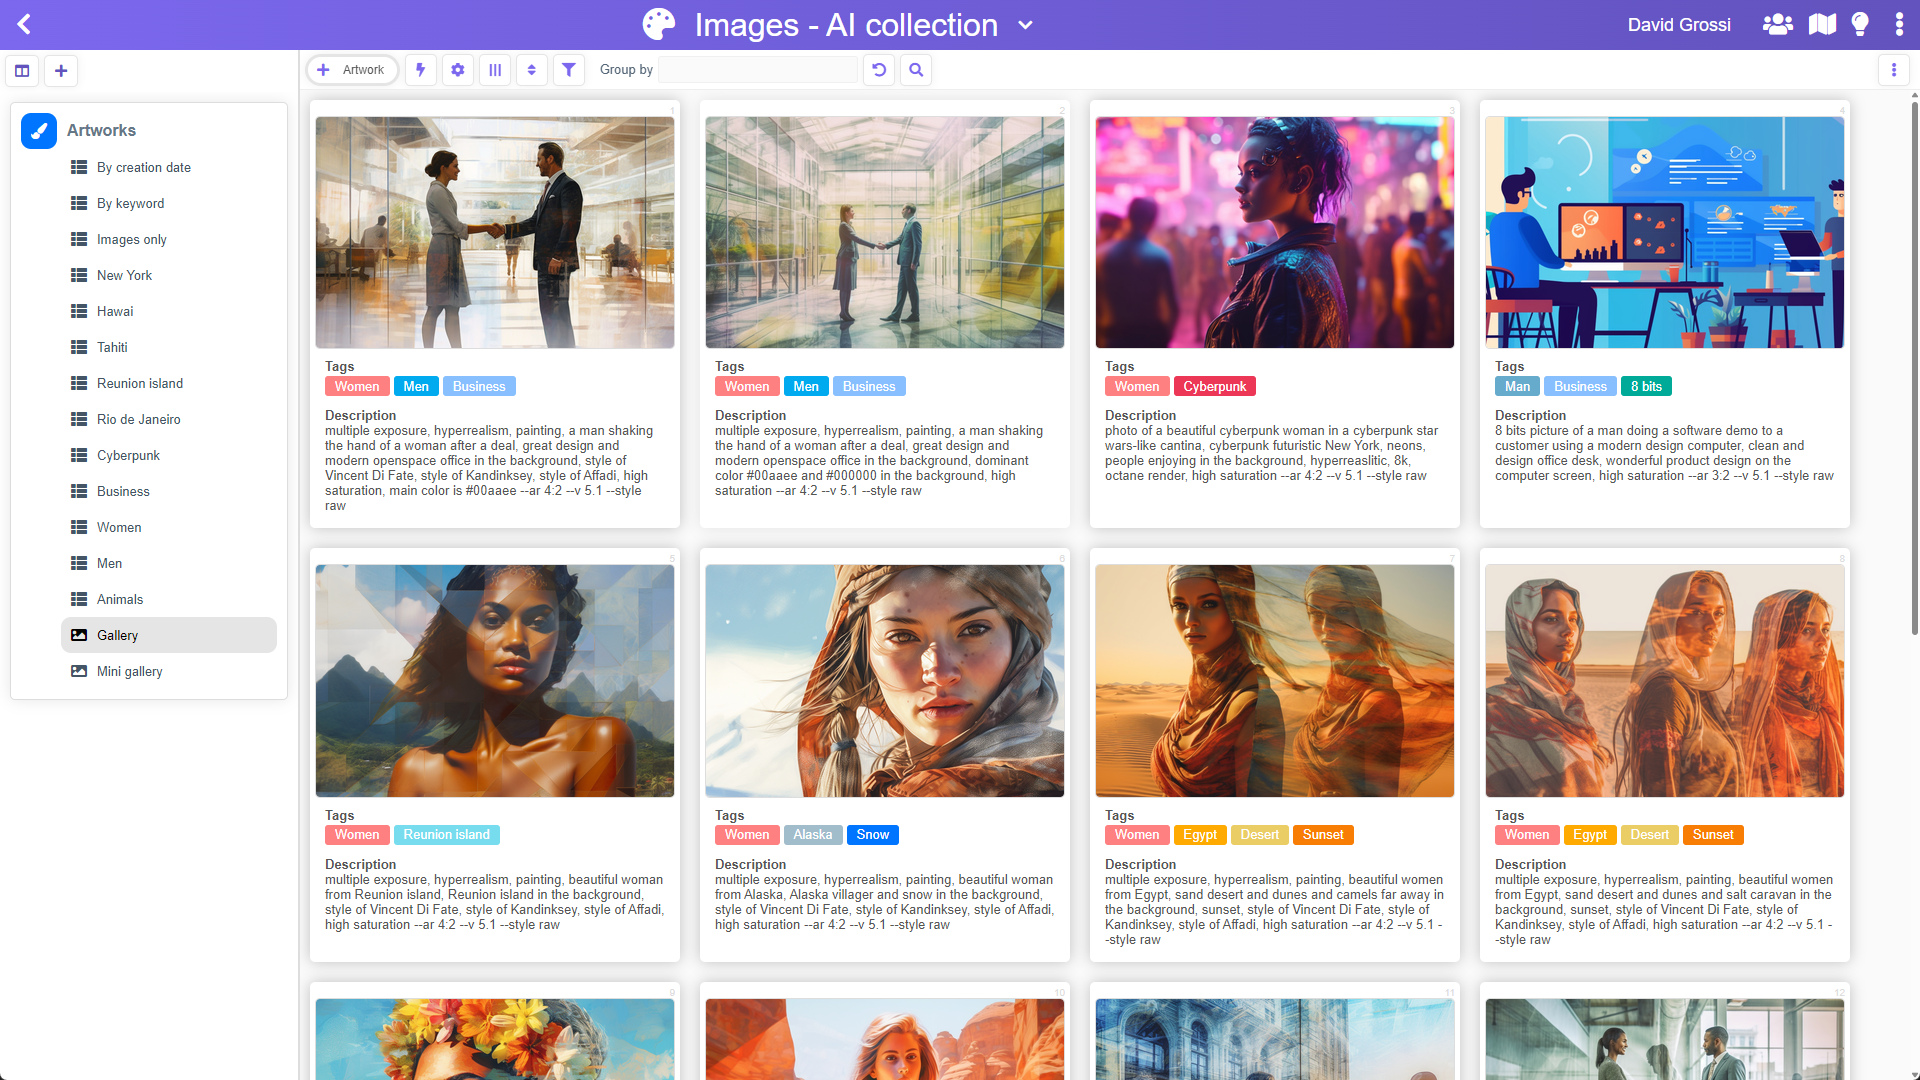 Images - AI collection
David Grossi
Artwork
Group by
Artworks
By creation date
By keyword
Images only
New York
Hawai
Tahiti
Reunion island
Rio de Janeiro
Cyberpunk
Business
Women
Men
Animals
Gallery
Mini gallery
1
Tags
Women Men Business
Description
multiple exposure, hyperrealism, painting, a man shaking
the hand of a woman after a deal, great design and
modern openspace office in the background, style of
Vincent Di Fate, style of Kandinksey, style of Affadi, high
saturation, main color is #00aaee --ar 4:2 --v 5.1 --style
raw
2
Tags
Women Men Business
Description
multiple exposure, hyperrealism, painting, a man shaking
the hand of a woman after a deal, great design and
modern openspace office in the background, dominant
color #00aaee and #000000 in the background, high
saturation --ar 4:2 --v 5.1 --style raw
3
Tags
Women Cyberpunk
Description
photo of a beautiful cyberpunk woman in a cyberpunk star
wars-like cantina, cyberpunk futuristic New York, neons,
people enjoying in the background, hyperreaslitic, 8k,
octane render, high saturation --ar 4:2 --v 5.1 --style raw
4
Tags
Man Business 8 bits
Description
8 bits picture of a man doing a software demo to a
customer using a modern design computer, clean and
design office desk, wonderful product design on the
computer screen, high saturation --ar 3:2 --v 5.1 --style raw
5
Tags
Women Reunion island
Description
multiple exposure, hyperrealism, painting, beautiful woman
from Reunion island, Reunion island in the background,
style of Vincent Di Fate, style of Kandinksey, style of Affadi,
high saturation --ar 4:2 --v 5.1 --style raw
6
Tags
Women Alaska Snow
Description
multiple exposure, hyperrealism, painting, beautiful woman
from Alaska, Alaska villager and snow in the background,
style of Vincent Di Fate, style of Kandinksey, style of Affadi,
high saturation --ar 4:2 --v 5.1 --style raw
7
Tags
Women Egypt Desert Sunset
Description
multiple exposure, hyperrealism, painting, beautiful women
from Egypt, sand desert and dunes and camels far away in
the background, sunset, style of Vincent Di Fate, style of
Kandinksey, style of Affadi, high saturation --ar 4:2 --v 5.1 -
-style raw
8
Tags
Women Egypt Desert Sunset
Description
multiple exposure, hyperrealism, painting, beautiful women
from Egypt, sand desert and dunes and salt caravan in the
background, sunset, style of Vincent Di Fate, style of
Kandinksey, style of Affadi, high saturation --ar 4:2 --v 5.1 -
-style raw
9
10
11
12